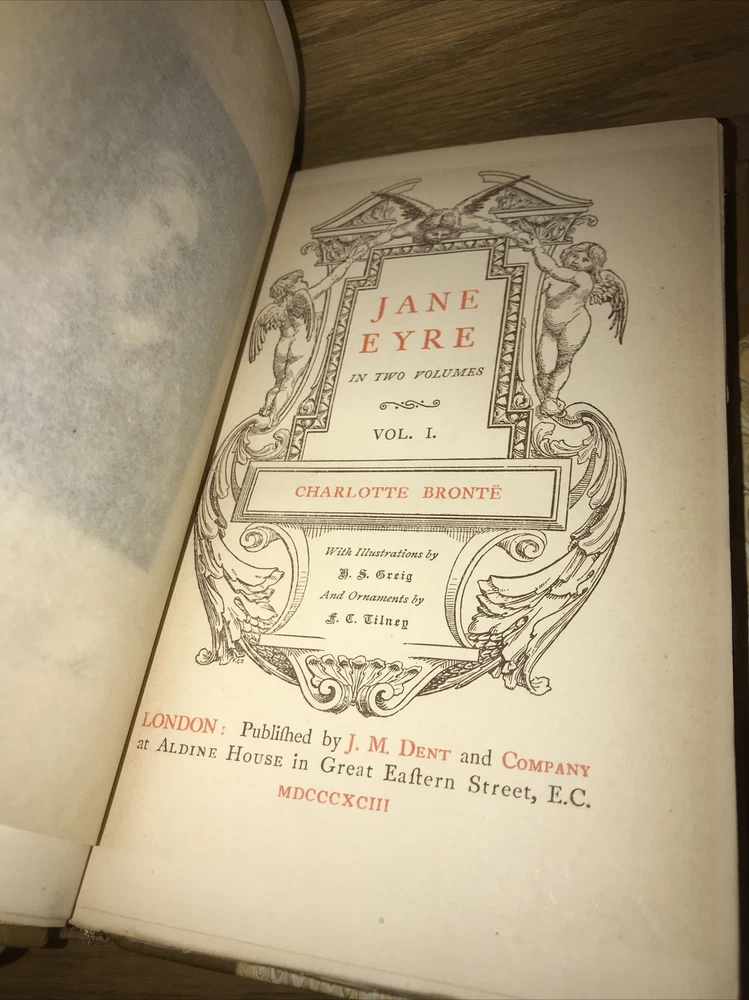 JANE
EYRE
IN TWO VOLUMES
VOL. I.
CHARLOTTE BRONTË
With Illustrations by
H. S. Greig
And Ornaments by
F. C. Tilney
LONDON: Publiſhed by J. M. DENT and COMPANY
at ALDINE HOUSE in Great Eaſtern Street, E.C.
MDCCCXCIII